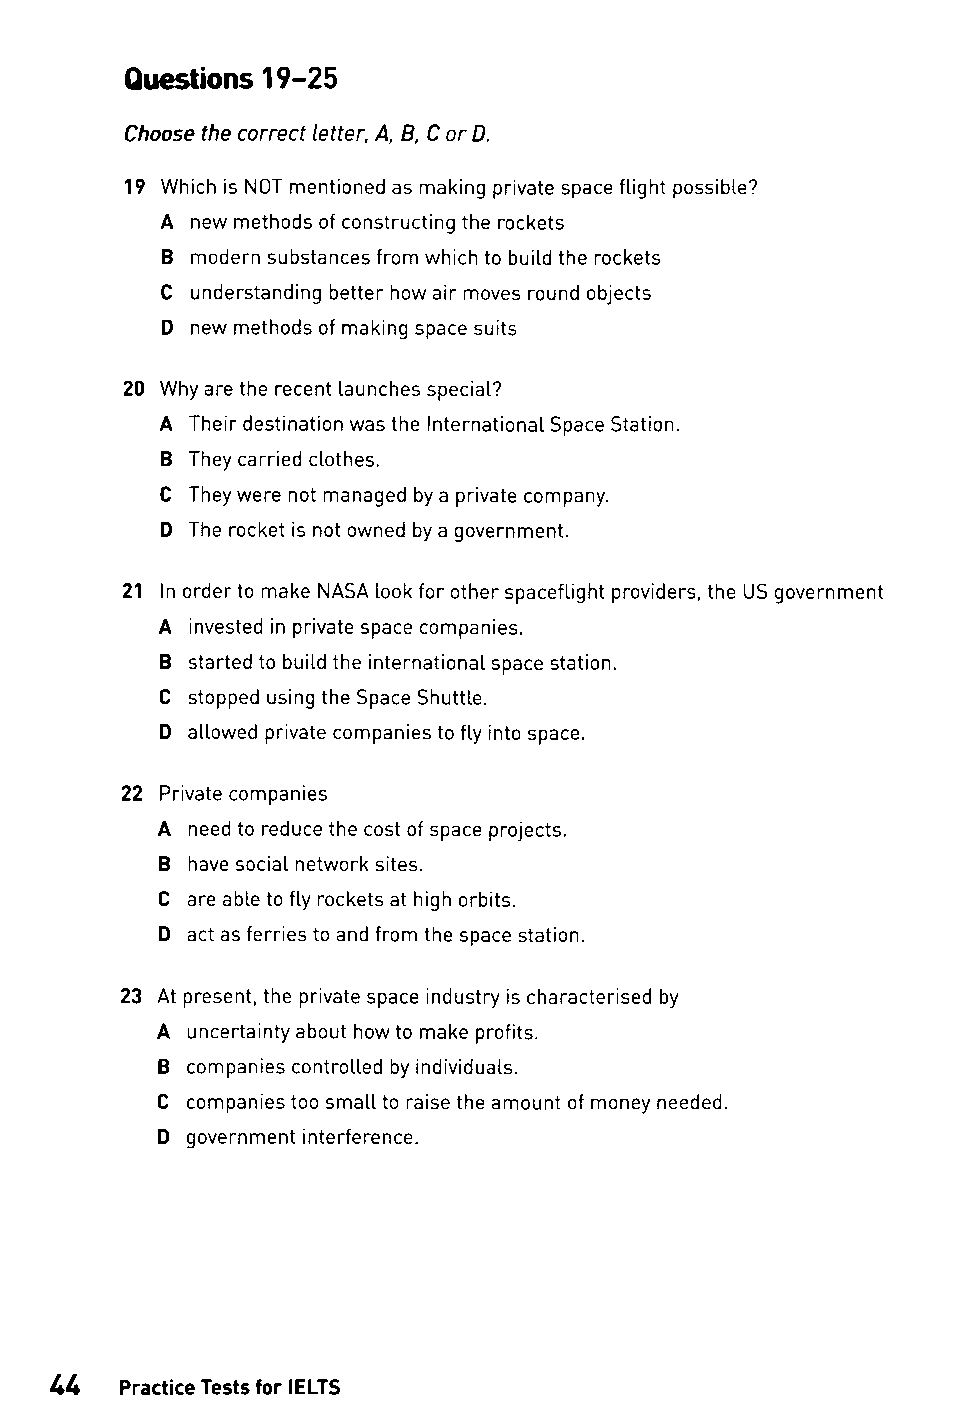 Questions 19–25
Choose the correct letter, A, B, C or D.
19 Which is NOT mentioned as making private space flight possible?
A new methods of constructing the rockets
B modern substances from which to build the rockets
C understanding better how air moves round objects
D new methods of making space suits
20 Why are the recent launches special?
A Their destination was the International Space Station.
B They carried clothes.
C They were not managed by a private company.
D The rocket is not owned by a government.
21 In order to make NASA look for other spaceflight providers, the US government
A invested in private space companies.
B started to build the international space station.
C stopped using the Space Shuttle.
D allowed private companies to fly into space.
22 Private companies
A need to reduce the cost of space projects.
B have social network sites.
C are able to fly rockets at high orbits.
D act as ferries to and from the space station.
23 At present, the private space industry is characterised by
A uncertainty about how to make profits.
B companies controlled by individuals.
C companies too small to raise the amount of money needed.
D government interference.
44 Practice Tests for IELTS